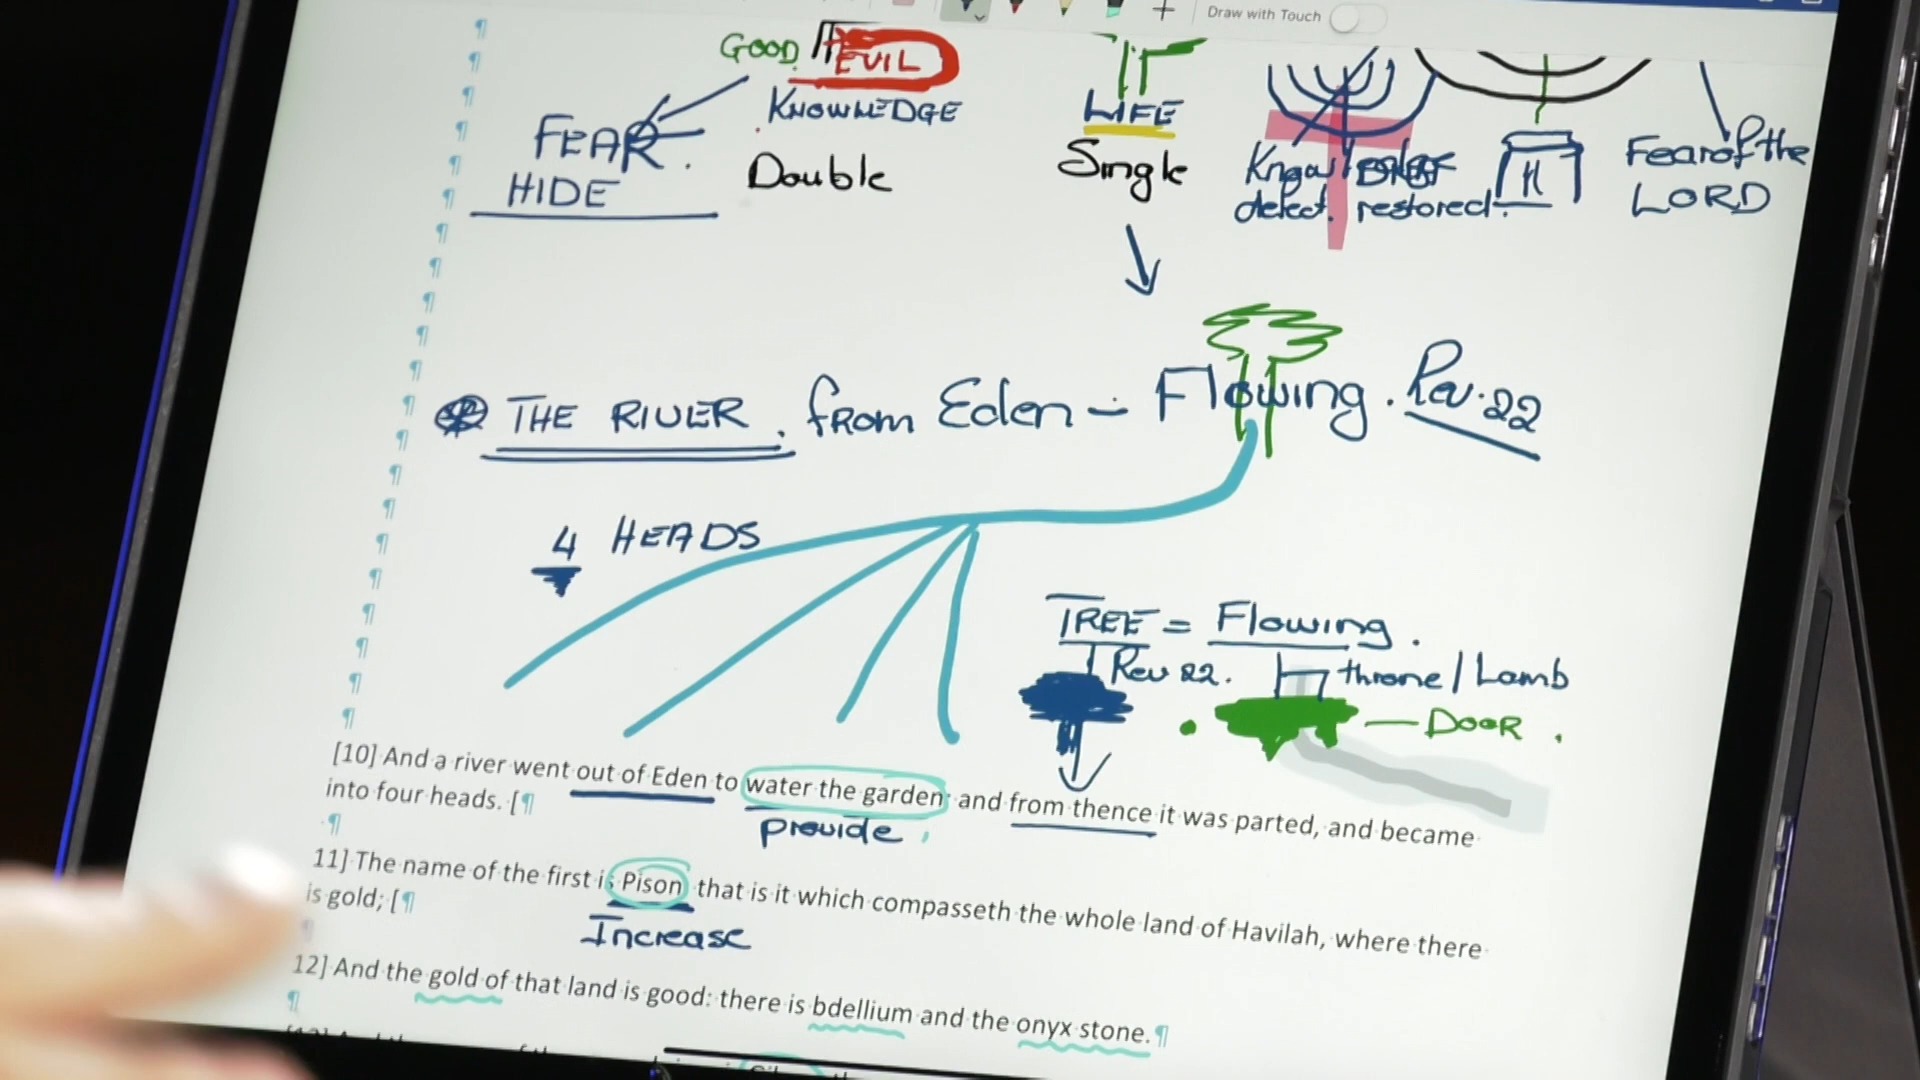 Draw with Touch
GOOD EVIL
KNOWLEDGE
LIFE
FEAR.
HIDE
Double
Single
defect. restored.
Fear of the
LORD
THE RIVER. from Eden - Flowing. Rev. 22
4 HEADS
TREE = Flowing.
Rev 22. throne / Lamb
DOOR.
[10] And a river went out of Eden to water the garden; and from thence it was parted, and became
into four heads. [¶
provide,
11] The name of the first is Pison that is it which compasseth the whole land of Havilah, where there
is gold; [¶
Increase
12] And the gold of that land is good: there is bdellium and the onyx stone.¶